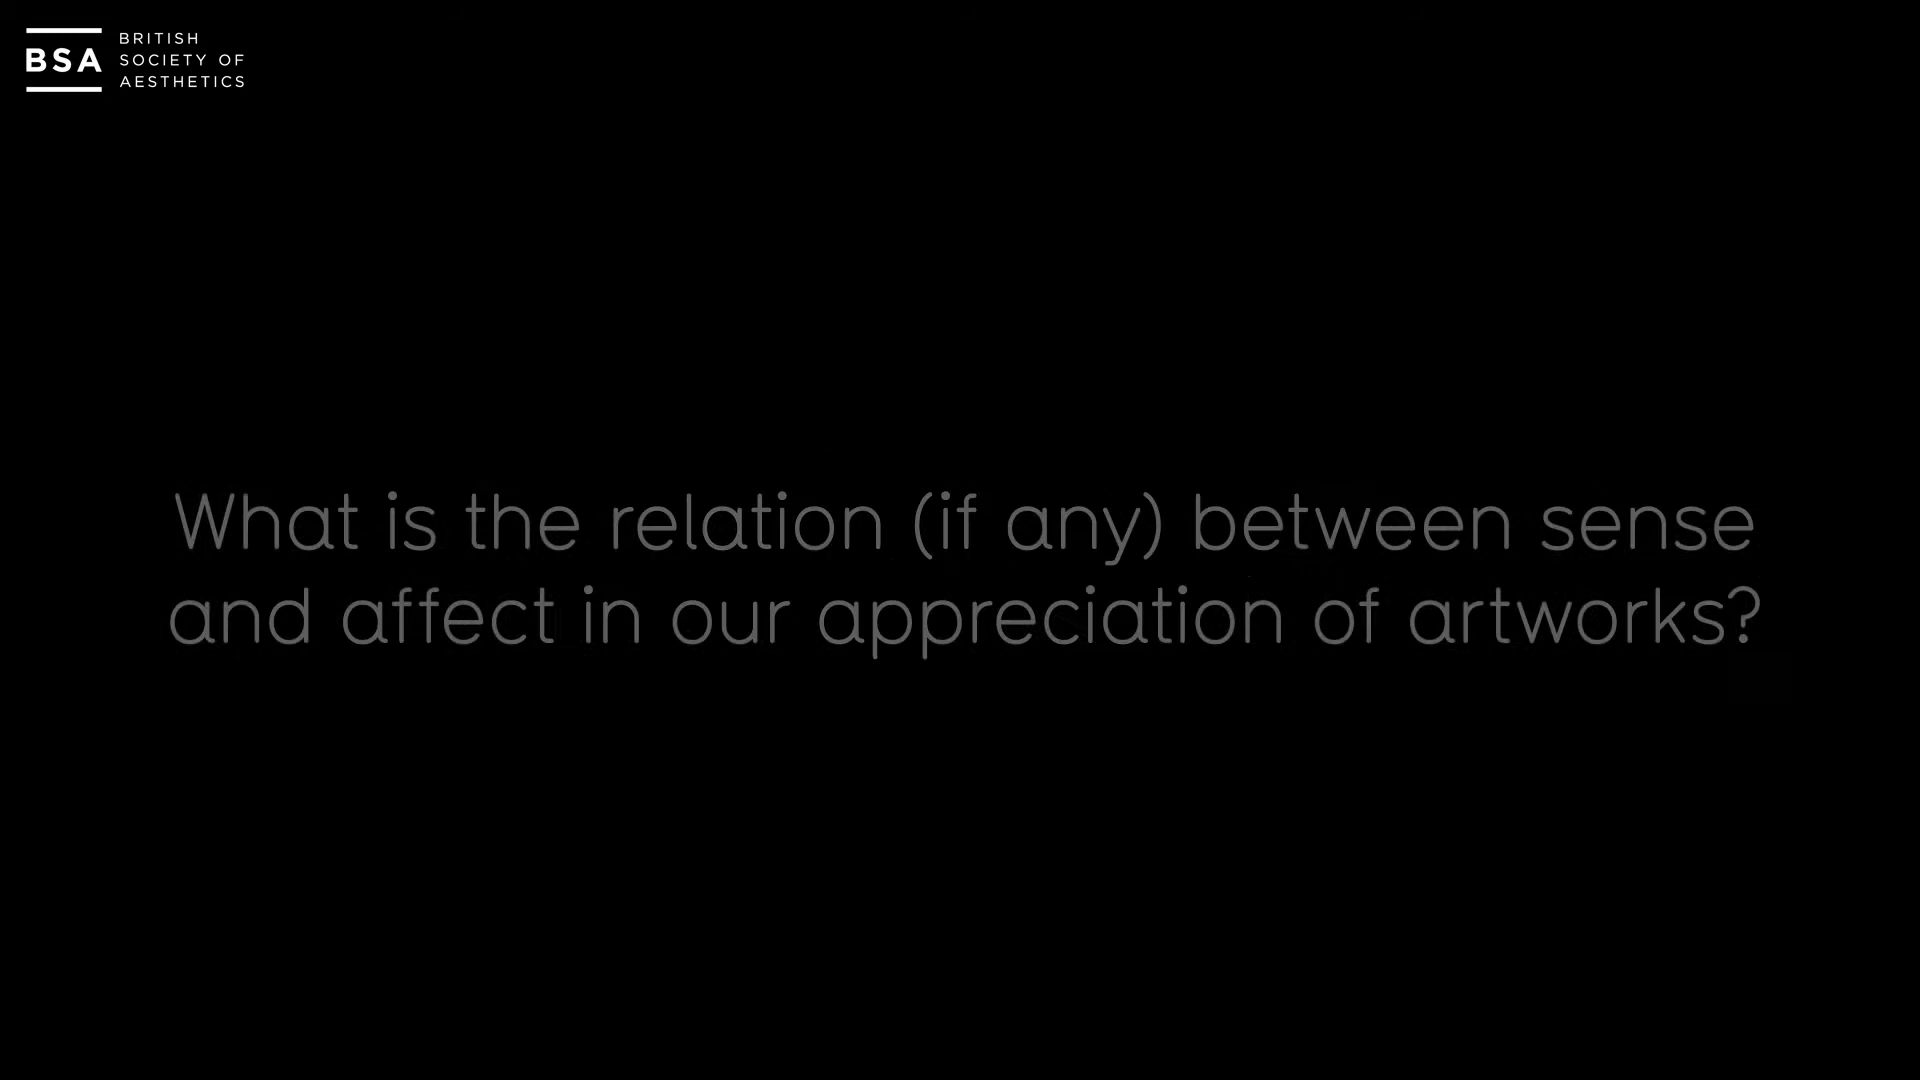 BSA
BRITISH
SOCIETY OF
AESTHETICS
What is the relation (if any) between sense
and affect in our appreciation of artworks?